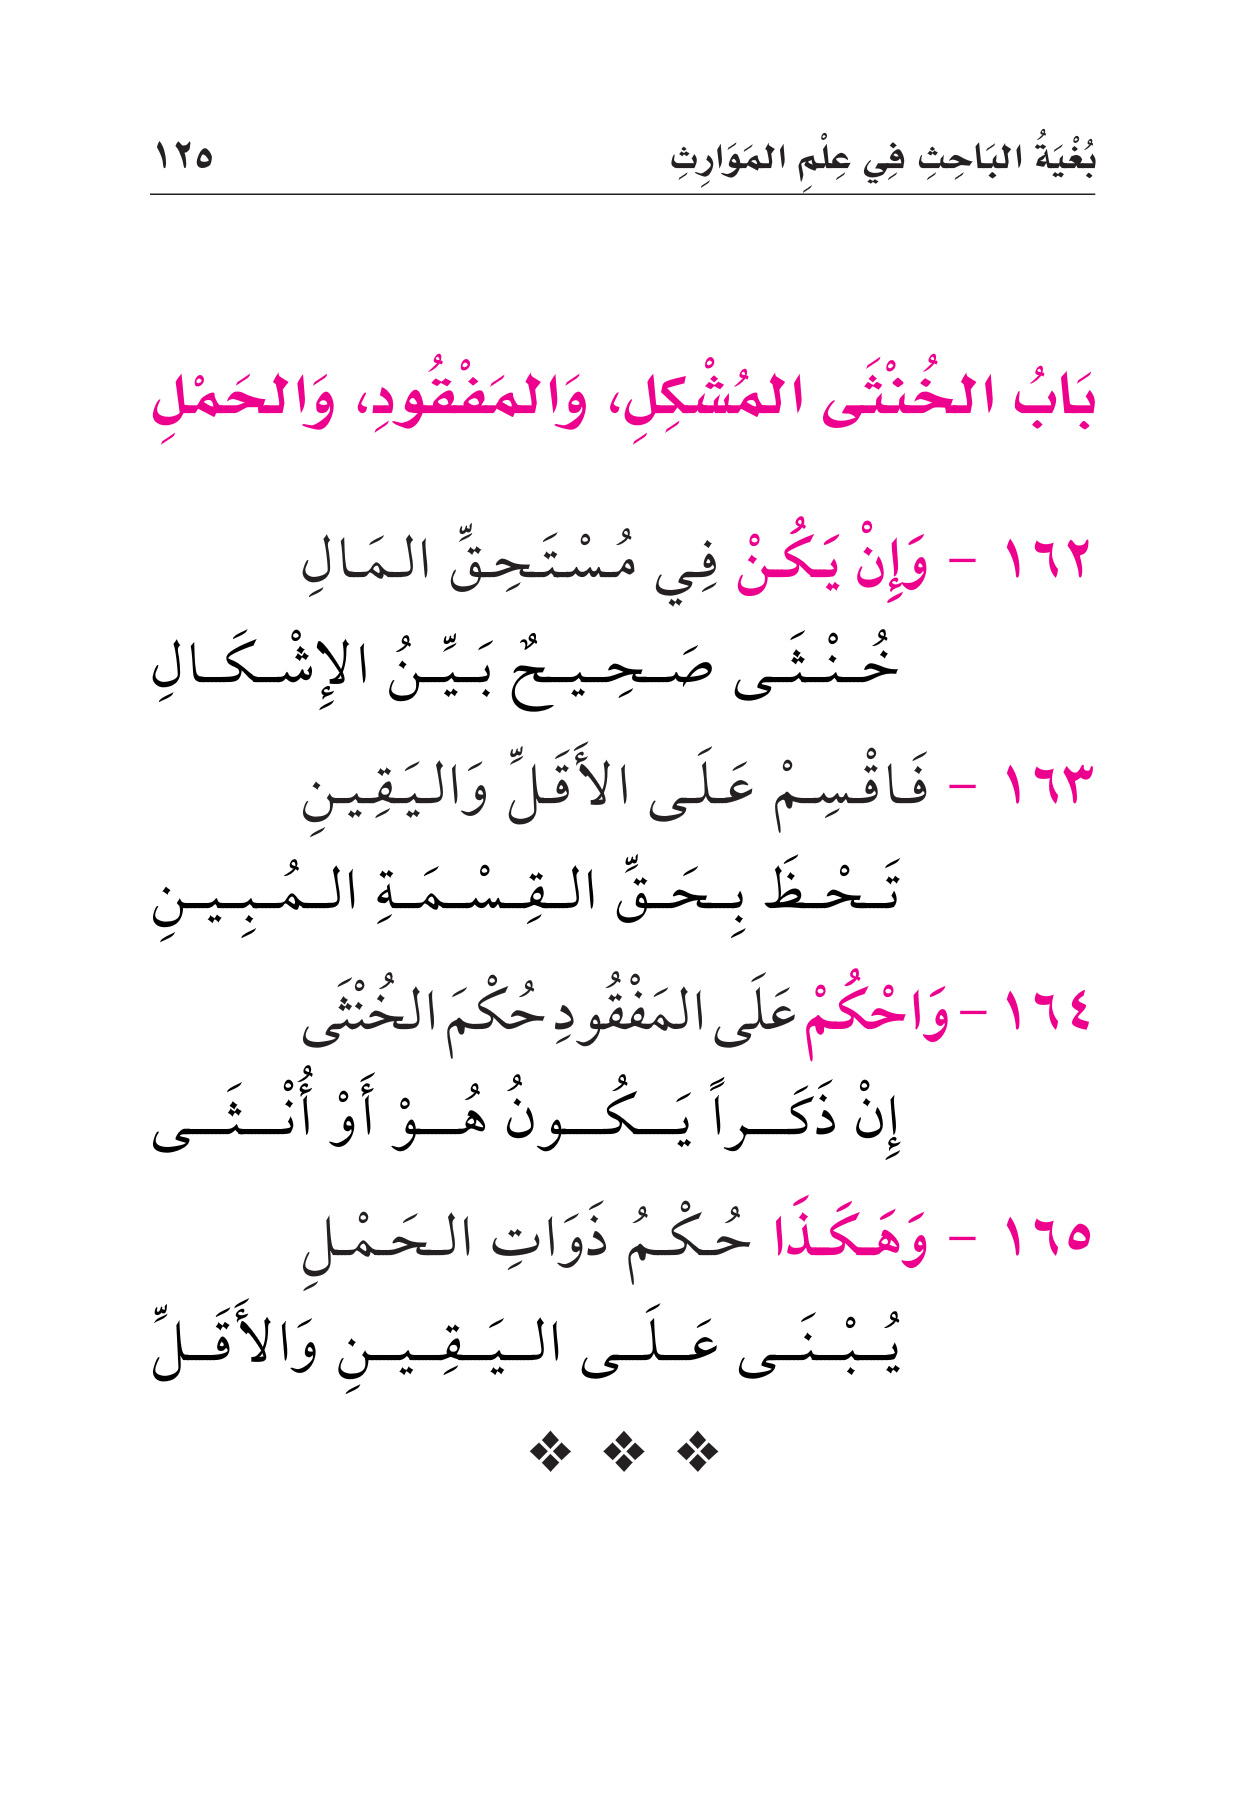 بُغْيَةُ البَاحِثِ فِي عِلْمِ المَوَارِثِ ١٢٥
بَابُ الخُنْثَى المُشْكِلِ، وَالمَفْقُودِ، وَالحَمْلِ
١٦٢ - وَإِنْ يَكُنْ فِي مُسْتَحِقِّ المَالِ
خُنْثَى صَحِيحٌ بَيِّنُ الإِشْكَالِ
١٦٣ - فَاقْسِمْ عَلَى الأَقَلِّ وَاليَقِينِ
تَحْظَ بِحَقِّ القِسْمَةِ المُبِينِ
١٦٤ - وَاحْكُمْ عَلَى المَفْقُودِ حُكْمَ الخُنْثَى
إِنْ ذَكَراً يَكُونُ هُوْ أَوْ أُنْثَى
١٦٥ - وَهَكَذَا حُكْمُ ذَوَاتِ الحَمْلِ
يُبْنَى عَلَى اليَقِينِ وَالأَقَلِّ